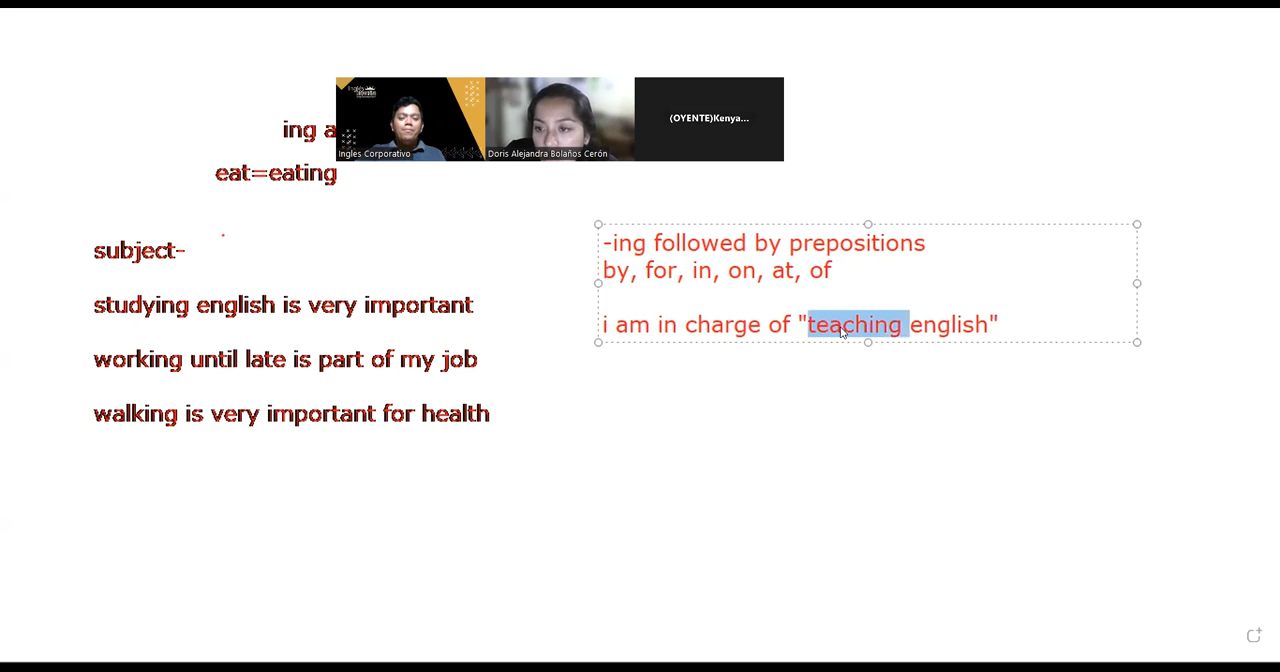 ing a
eat=eating
subject-
studying english is very important
working until late is part of my job
walking is very important for health
Inglés Corporativo
Doris Alejandra Bolaños Cerón
(OYENTE)Kenya...
-ing followed by prepositions
by, for, in, on, at, of
i am in charge of "teaching english"